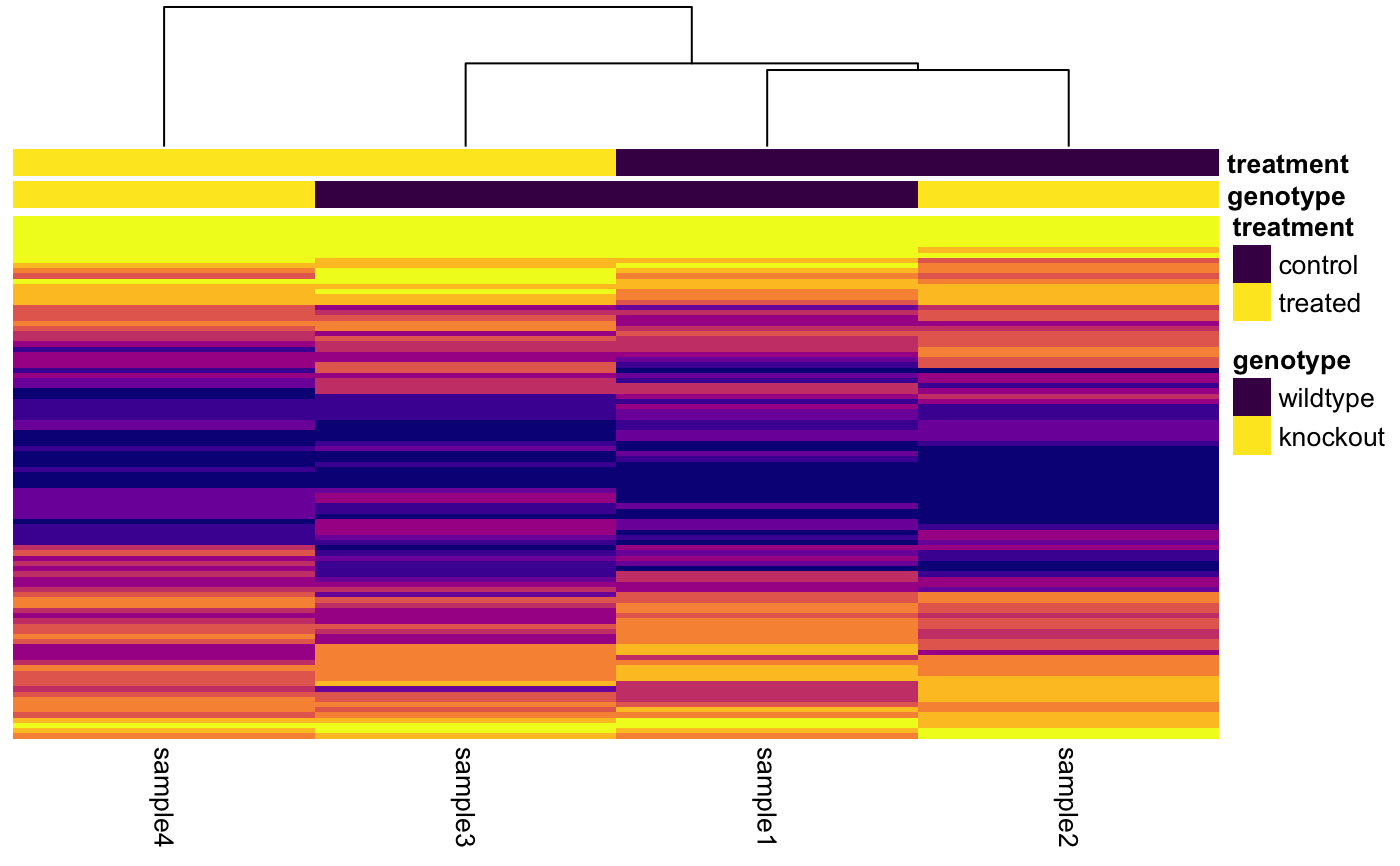 treatment
genotype
treatment
control
treated
genotype
wildtype
knockout
sample4
sample3
sample1
sample2